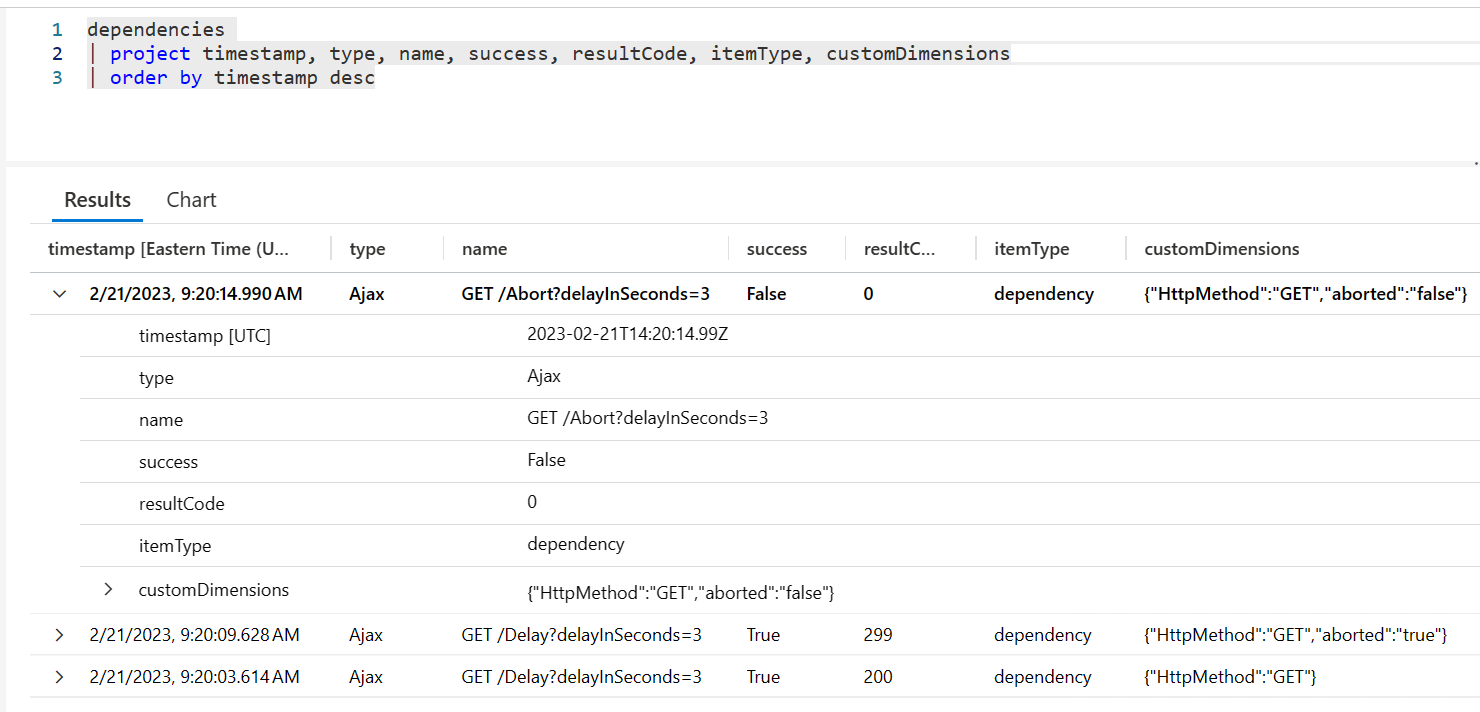 1 dependencies
2 | project timestamp, type, name, success, resultCode, itemType, customDimensions
3 | order by timestamp desc
Results Chart
timestamp [Eastern Time (U... type name success resultC... itemType customDimensions
2/21/2023, 9:20:14.990 AM Ajax GET /Abort?delayInSeconds=3 False 0 dependency {"HttpMethod":"GET","aborted":"false"}
timestamp [UTC] 2023-02-21T14:20:14.99Z
type Ajax
name GET /Abort?delayInSeconds=3
success False
resultCode 0
itemType dependency
customDimensions {"HttpMethod":"GET","aborted":"false"}
2/21/2023, 9:20:09.628 AM Ajax GET /Delay?delayInSeconds=3 True 299 dependency {"HttpMethod":"GET","aborted":"true"}
2/21/2023, 9:20:03.614 AM Ajax GET /Delay?delayInSeconds=3 True 200 dependency {"HttpMethod":"GET"}